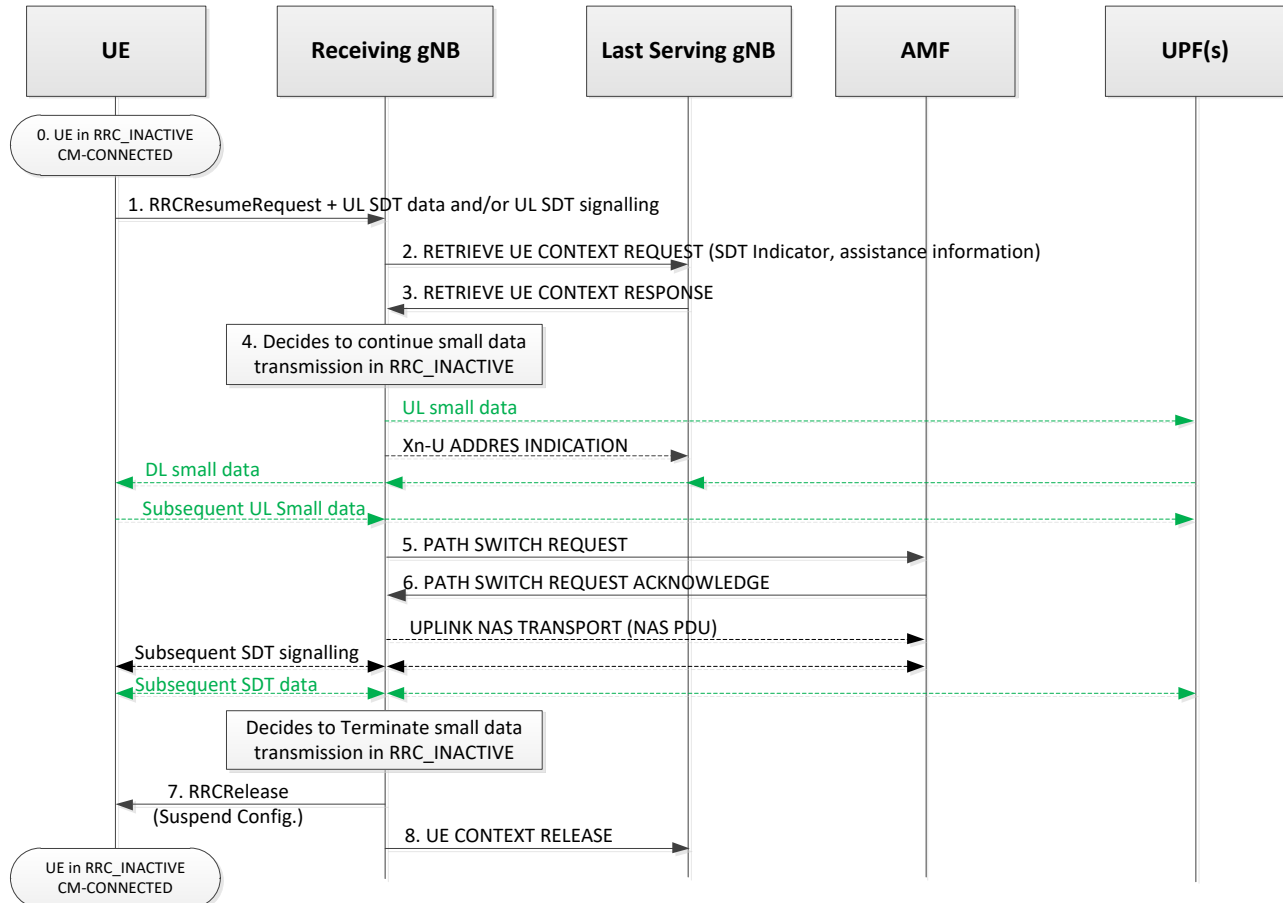 UE
Receiving gNB
Last Serving gNB
AMF
UPF(s)
0. UE in RRC_INACTIVE
CM-CONNECTED
1. RRCResumeRequest + UL SDT data and/or UL SDT signalling
2. RETRIEVE UE CONTEXT REQUEST (SDT Indicator, assistance information)
3. RETRIEVE UE CONTEXT RESPONSE
4. Decides to continue small data
transmission in RRC_INACTIVE
UL small data
Xn-U ADDRES INDICATION
DL small data
Subsequent UL Small data
5. PATH SWITCH REQUEST
6. PATH SWITCH REQUEST ACKNOWLEDGE
UPLINK NAS TRANSPORT (NAS PDU)
Subsequent SDT signalling
Subsequent SDT data
Decides to Terminate small data
transmission in RRC_INACTIVE
7. RRCRelease
(Suspend Config.)
8. UE CONTEXT RELEASE
UE in RRC_INACTIVE
CM-CONNECTED